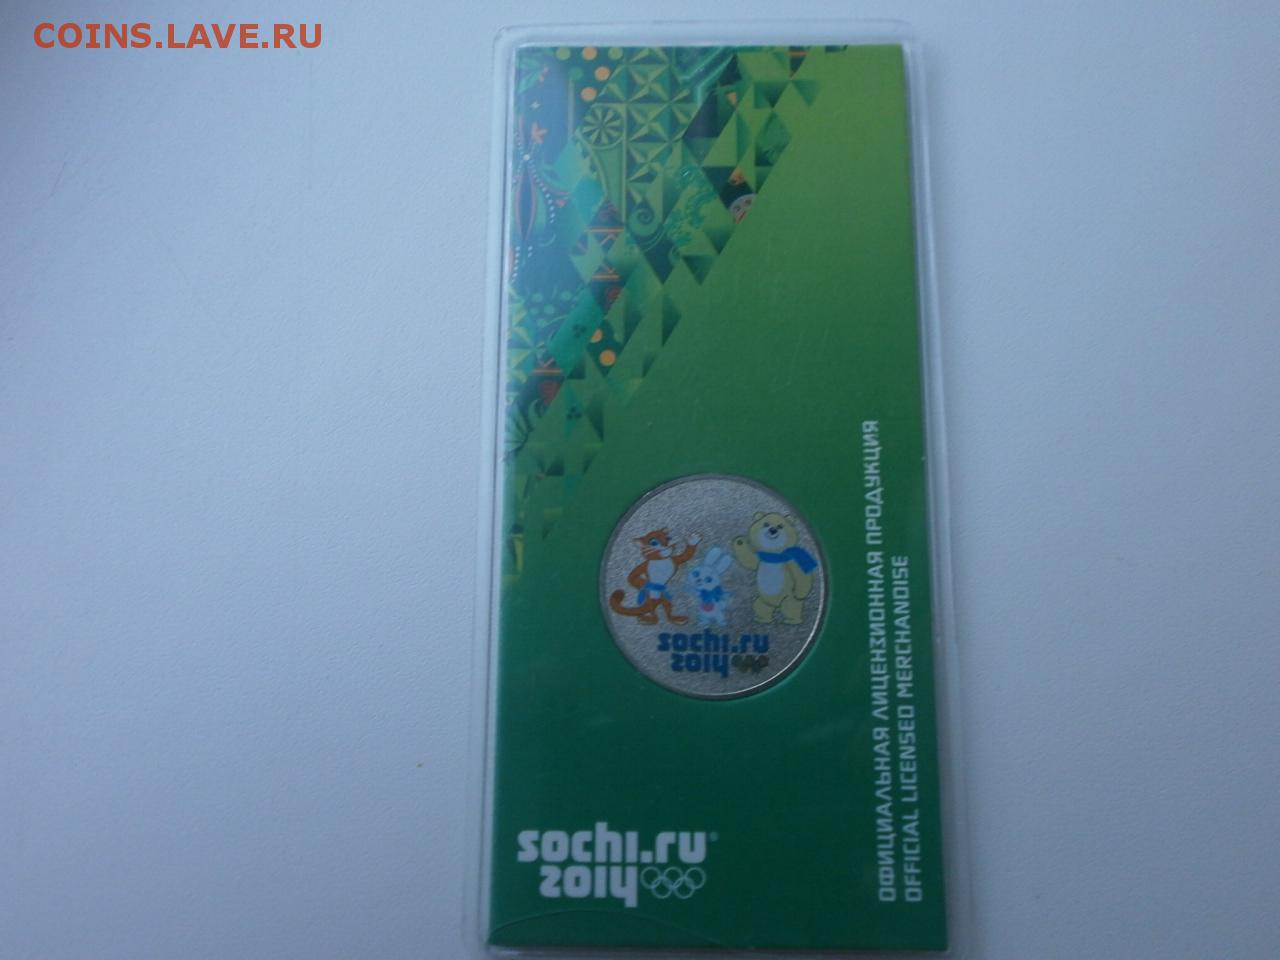 COINS.LAVE.RU
sochi.ru
2014
ОФИЦИАЛЬНАЯ ЛИЦЕНЗИОННАЯ ПРОДУКЦИЯ
OFFICIAL LICENSED MERCHANDISE
sochi.ru®
2014